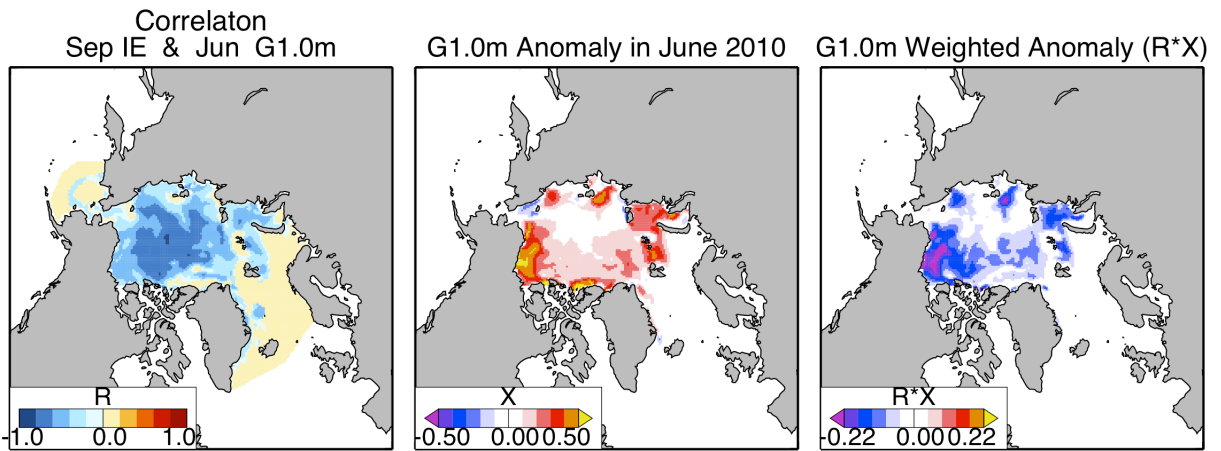 Correlaton
Sep IE & Jun G1.0m
G1.0m Anomaly in June 2010
G1.0m Weighted Anomaly (R*X)
R
-1.0 0.0 1.0
X
-0.50 0.00 0.50
R*X
-0.22 0.00 0.22